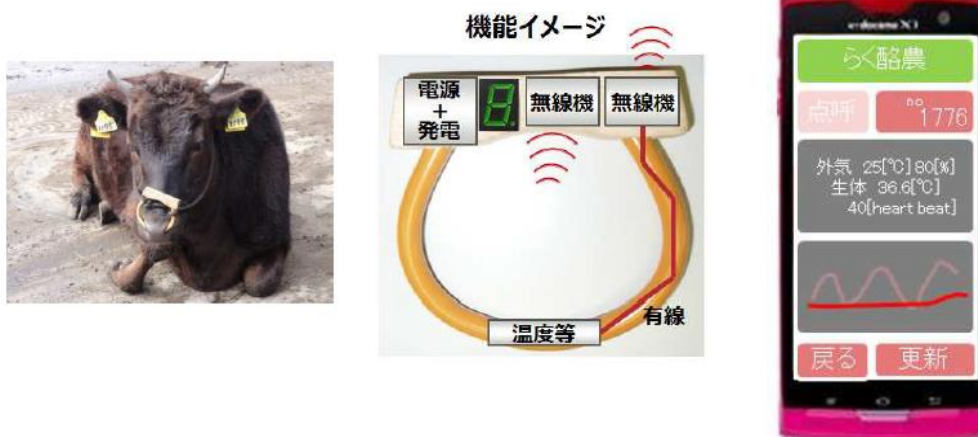 機能イメージ
電源
+
発電
8.
無線機
無線機
温度等
有線
らく酪農
点呼
no
1776
外気 25[℃] 80[%]
生体 36.6[℃]
40[heart beat]
戻る
更新